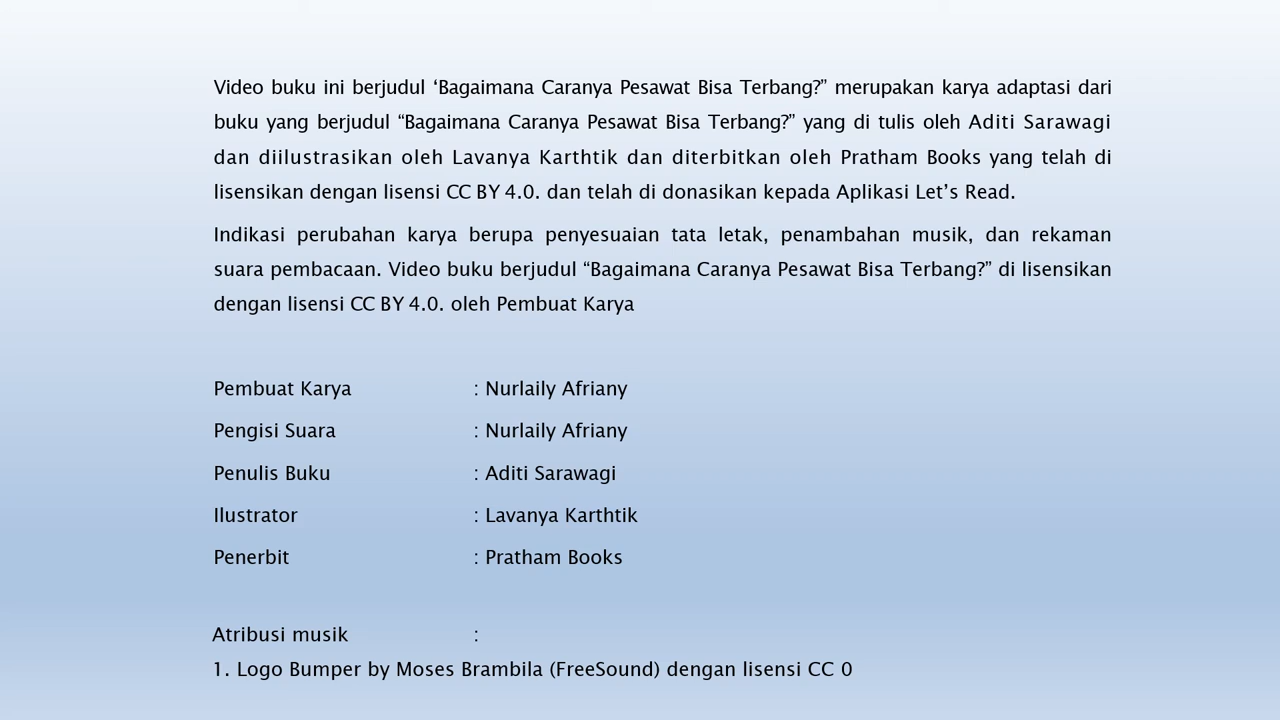 Video buku ini berjudul ‘Bagaimana Caranya Pesawat Bisa Terbang?” merupakan karya adaptasi dari
buku yang berjudul “Bagaimana Caranya Pesawat Bisa Terbang?” yang di tulis oleh Aditi Sarawagi
dan diilustrasikan oleh Lavanya Karthtik dan diterbitkan oleh Pratham Books yang telah di
lisensikan dengan lisensi CC BY 4.0. dan telah di donasikan kepada Aplikasi Let’s Read.
Indikasi perubahan karya berupa penyesuaian tata letak, penambahan musik, dan rekaman
suara pembacaan. Video buku berjudul “Bagaimana Caranya Pesawat Bisa Terbang?” di lisensikan
dengan lisensi CC BY 4.0. oleh Pembuat Karya
Pembuat Karya : Nurlaily Afriany
Pengisi Suara : Nurlaily Afriany
Penulis Buku : Aditi Sarawagi
Ilustrator : Lavanya Karthtik
Penerbit : Pratham Books
Atribusi musik :
1. Logo Bumper by Moses Brambila (FreeSound) dengan lisensi CC 0